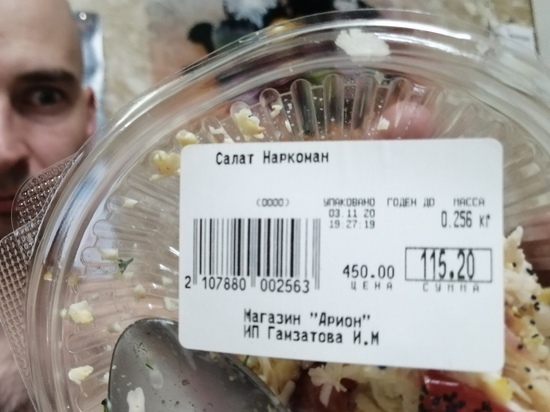 Салат Наркоман
(0000) УПАКОВАНО ГОДЕН ДО МАССА
03.11.20 0.256 кг
19:27:19
450.00 115.20
ЦЕНА СУММА
2 107880 002563
Магазин "Арион"
ИП Гамзатова И.М